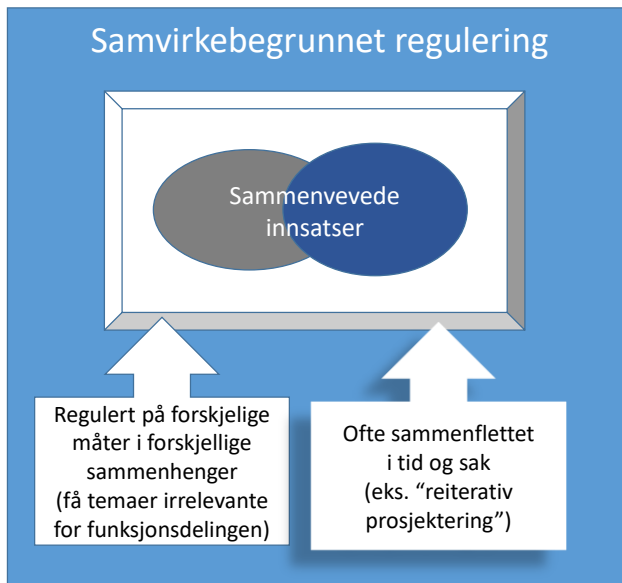 Samvirkebegrunnet regulering
Sammenvevede
innsatser
Regulert på forskjelige
måter i forskjellige
sammenhenger
(få temaer irrelevante
for funksjonsdelingen)
Ofte sammenflettet
i tid og sak
(eks. “reiterativ
prosjektering”)